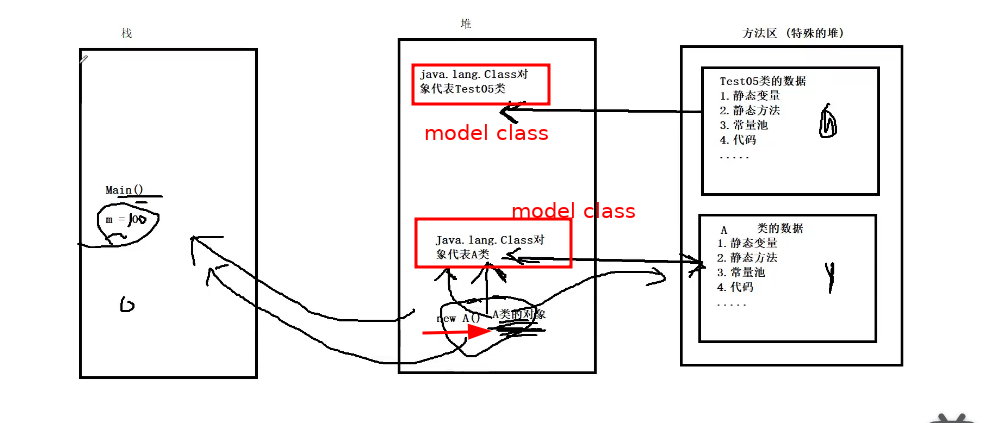 栈
堆
方法区 (特殊的堆)
java.lang.Class对
象代表Test05类
model class
Test05类的数据
1.静态变量
2.静态方法
3.常量池
4.代码
.....
Main()
m = 100
model class
Java.lang.Class对
象代表A类
A 类的数据
1.静态变量
2.静态方法
3.常量池
4.代码
.....
new A() A类的对象